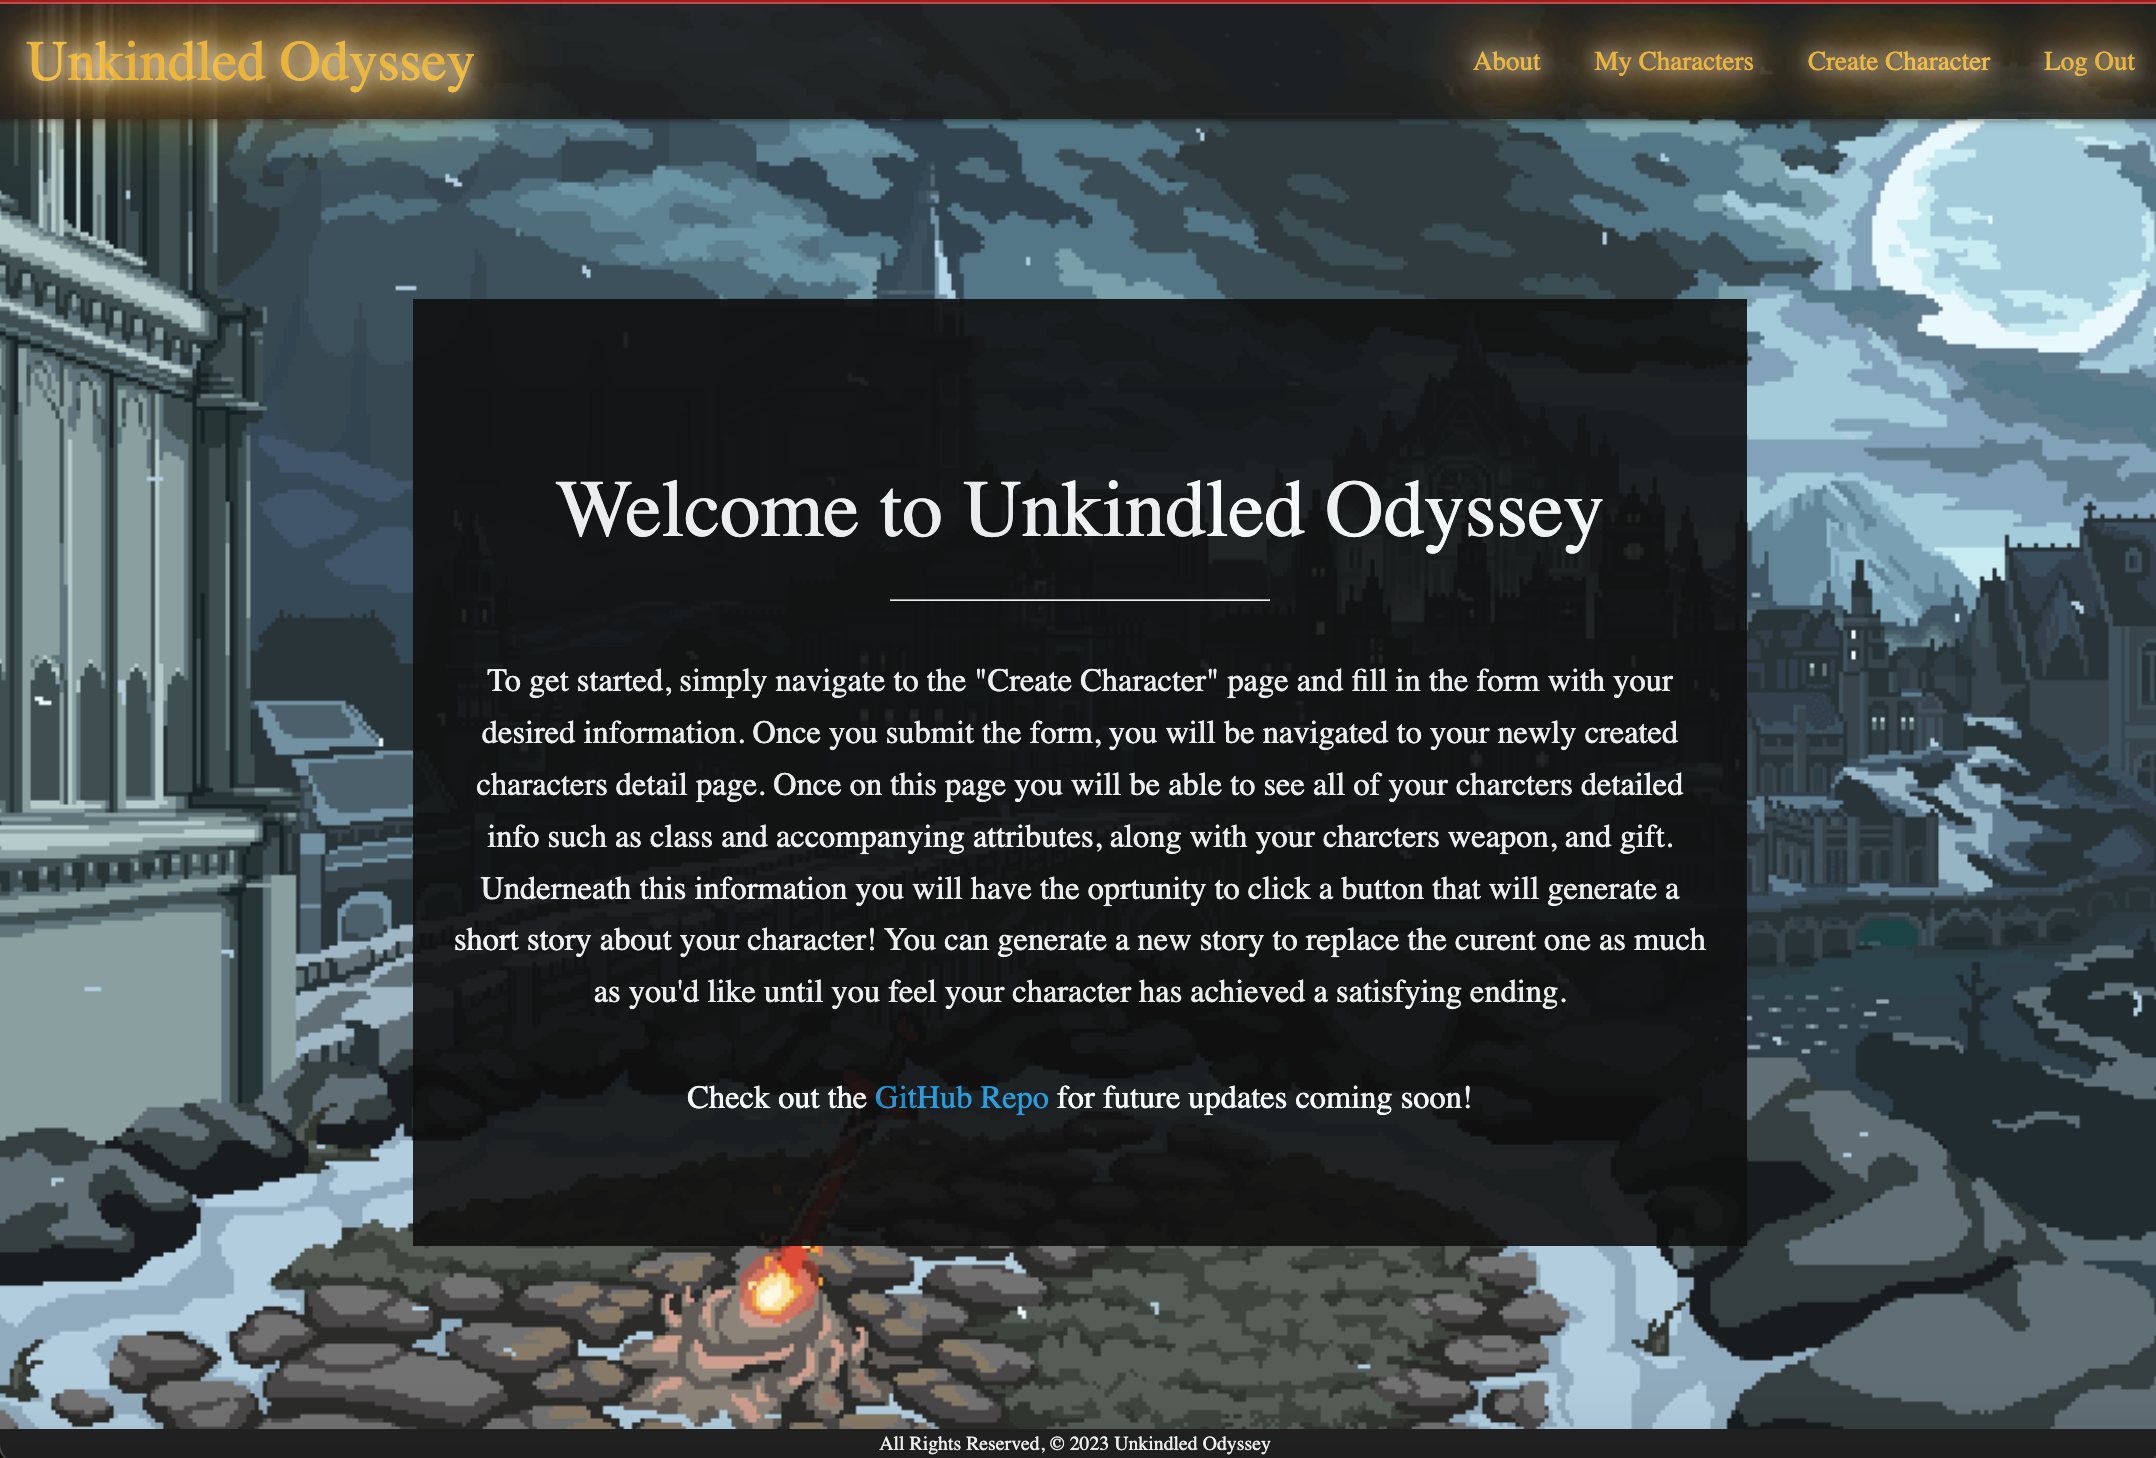 Unkindled Odyssey
About
My Characters
Create Character
Log Out
Welcome to Unkindled Odyssey
To get started, simply navigate to the "Create Character" page and fill in the form with your
desired information. Once you submit the form, you will be navigated to your newly created
characters detail page. Once on this page you will be able to see all of your charcters detailed
info such as class and accompanying attributes, along with your charcters weapon, and gift.
Underneath this information you will have the oprtunity to click a button that will generate a
short story about your character! You can generate a new story to replace the curent one as much
as you'd like until you feel your character has achieved a satisfying ending.
Check out the GitHub Repo for future updates coming soon!
All Rights Reserved, © 2023 Unkindled Odyssey